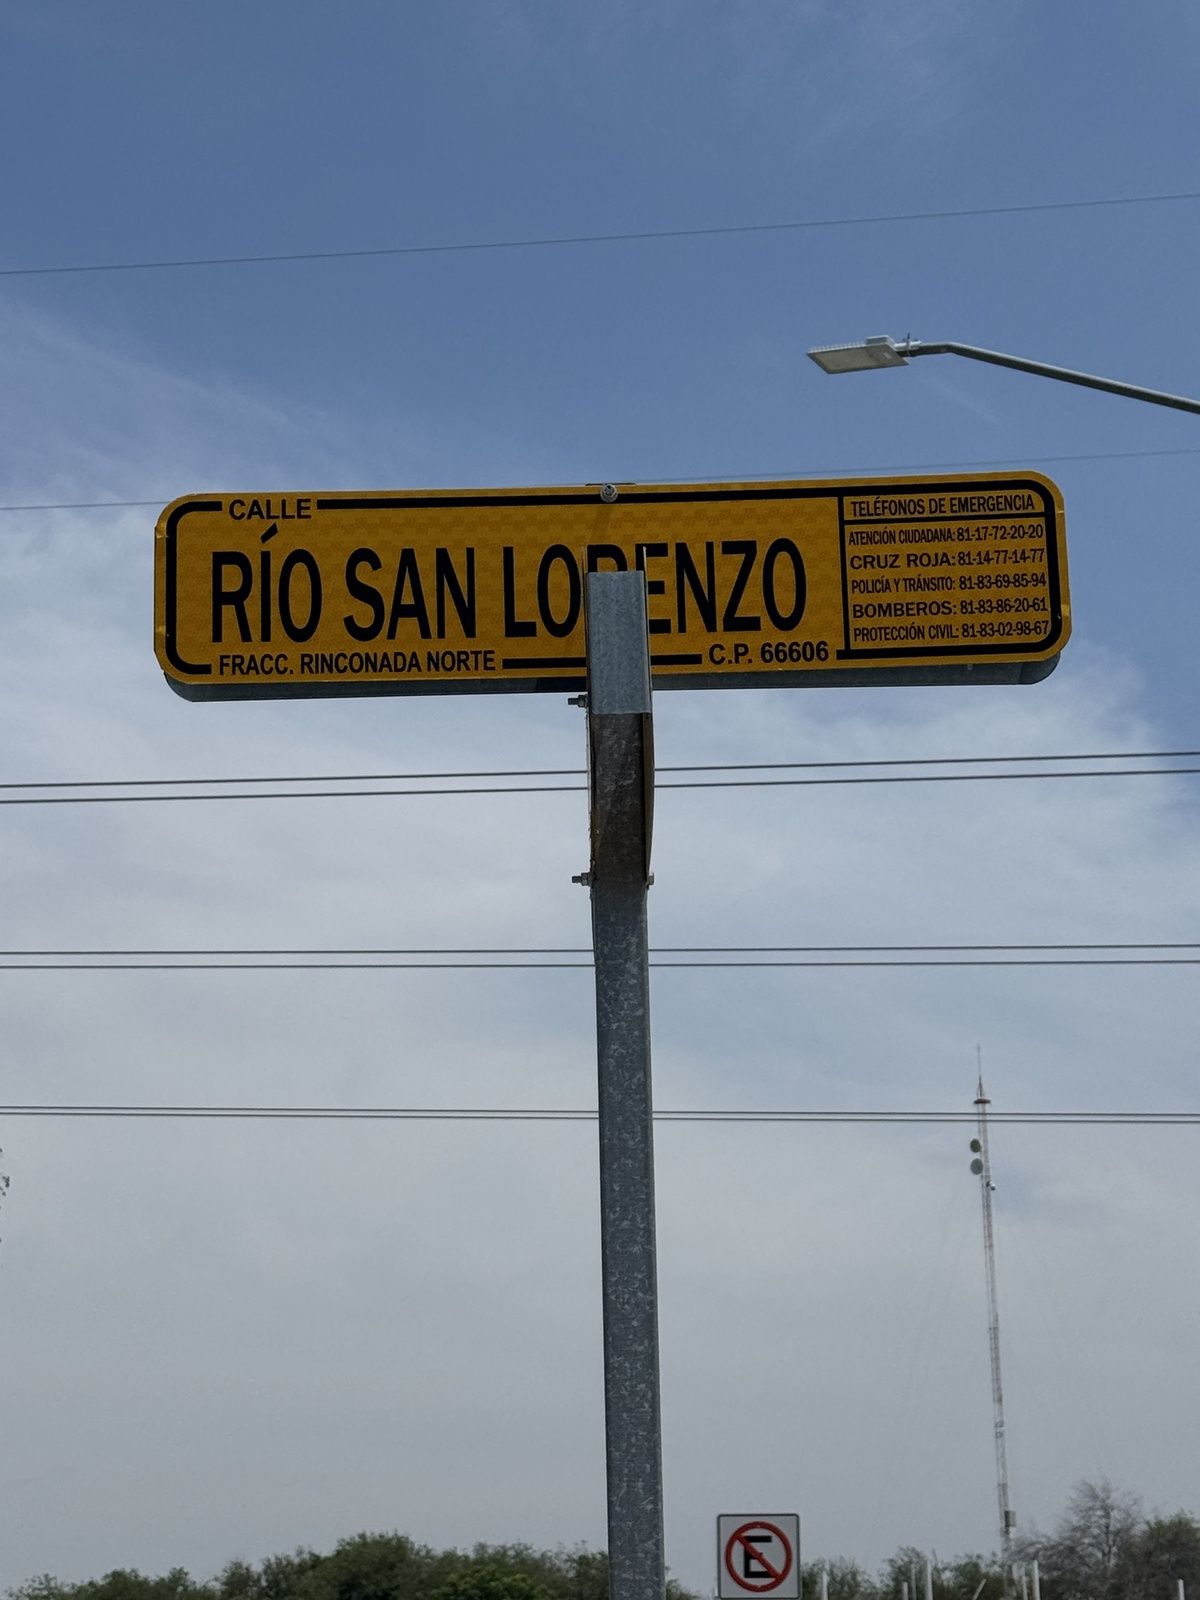 CALLE
RÍO SAN LORENZO
FRACC. RINCONADA NORTE
C.P. 66606
TELÉFONOS DE EMERGENCIA
ATENCIÓN CIUDADANA: 81-17-72-20-20
CRUZ ROJA: 81-14-77-14-77
POLICÍA Y TRÁNSITO: 81-83-69-85-94
BOMBEROS: 81-83-86-20-61
PROTECCIÓN CIVIL: 81-83-02-98-67
E